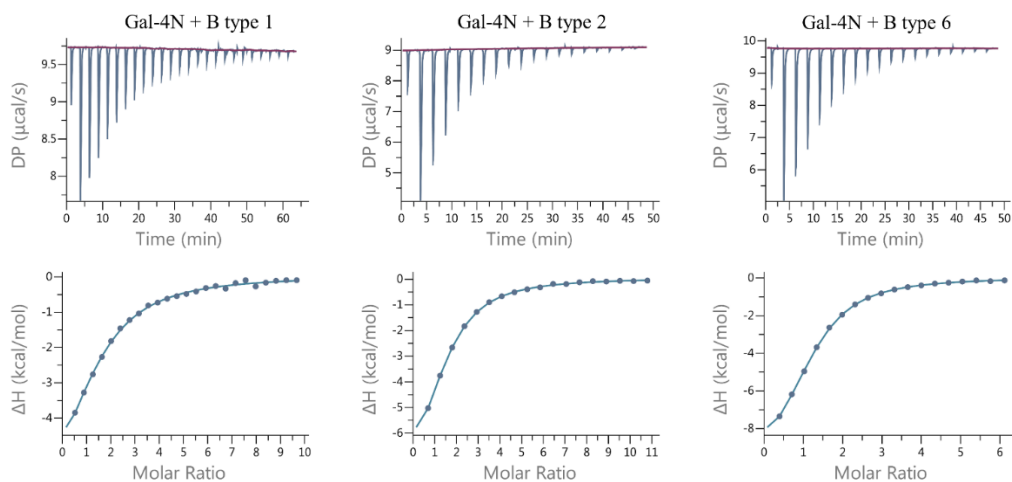 Gal-4N + B type 1
DP (µcal/s)
9.5
9
8.5
8
0 10 20 30 40 50 60
Time (min)
Gal-4N + B type 2
DP (µcal/s)
9
8
7
6
5
0 5 10 15 20 25 30 35 40 45 50
Time (min)
Gal-4N + B type 6
DP (µcal/s)
10
9
8
7
6
0 5 10 15 20 25 30 35 40 45 50
Time (min)
ΔH (kcal/mol)
0
-1
-2
-3
-4
0 1 2 3 4 5 6 7 8 9 10
Molar Ratio
ΔH (kcal/mol)
0
-1
-2
-3
-4
-5
-6
0 1 2 3 4 5 6 7 8 9 10 11
Molar Ratio
ΔH (kcal/mol)
0
-2
-4
-6
-8
0 1 2 3 4 5 6
Molar Ratio